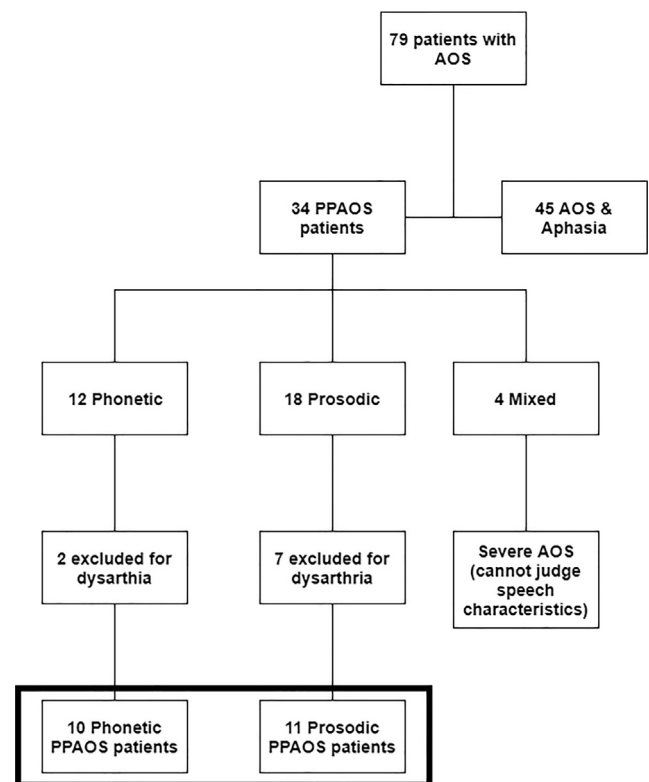 79 patients with
AOS
34 PPAOS
patients
45 AOS &
Aphasia
12 Phonetic
18 Prosodic
4 Mixed
2 excluded for
dysarthia
7 excluded for
dysarthria
Severe AOS
(cannot judge
speech
characteristics)
10 Phonetic
PPAOS patients
11 Prosodic
PPAOS patients